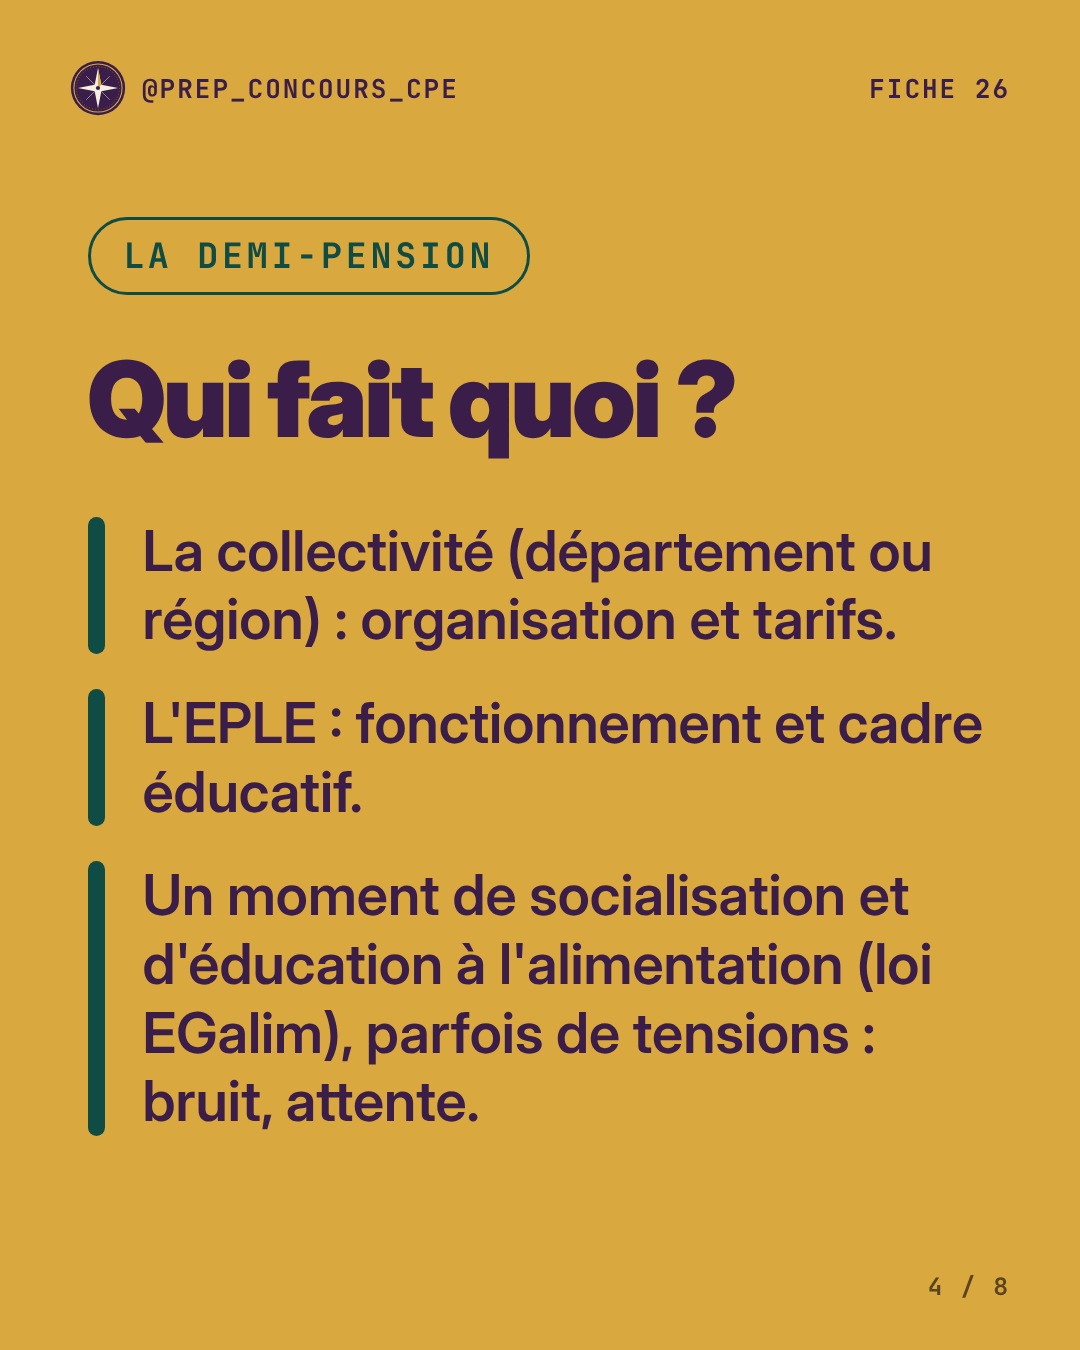 @PREP_CONCOURS_CPE
FICHE 26
LA DEMI-PENSION
Qui fait quoi ?
La collectivité (département ou
région) : organisation et tarifs.
L'EPLE : fonctionnement et cadre
éducatif.
Un moment de socialisation et
d'éducation à l'alimentation (loi
EGalim), parfois de tensions :
bruit, attente.
4 / 8